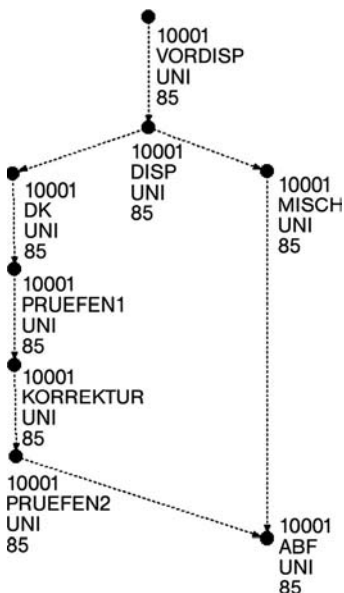 10001
VORDISP
UNI
85
10001
DISP
UNI
85
10001
DK
UNI
85
10001
MISCH
UNI
85
10001
PRUEFEN1
UNI
85
10001
KORREKTUR
UNI
85
10001
PRUEFEN2
UNI
85
10001
ABF
UNI
85